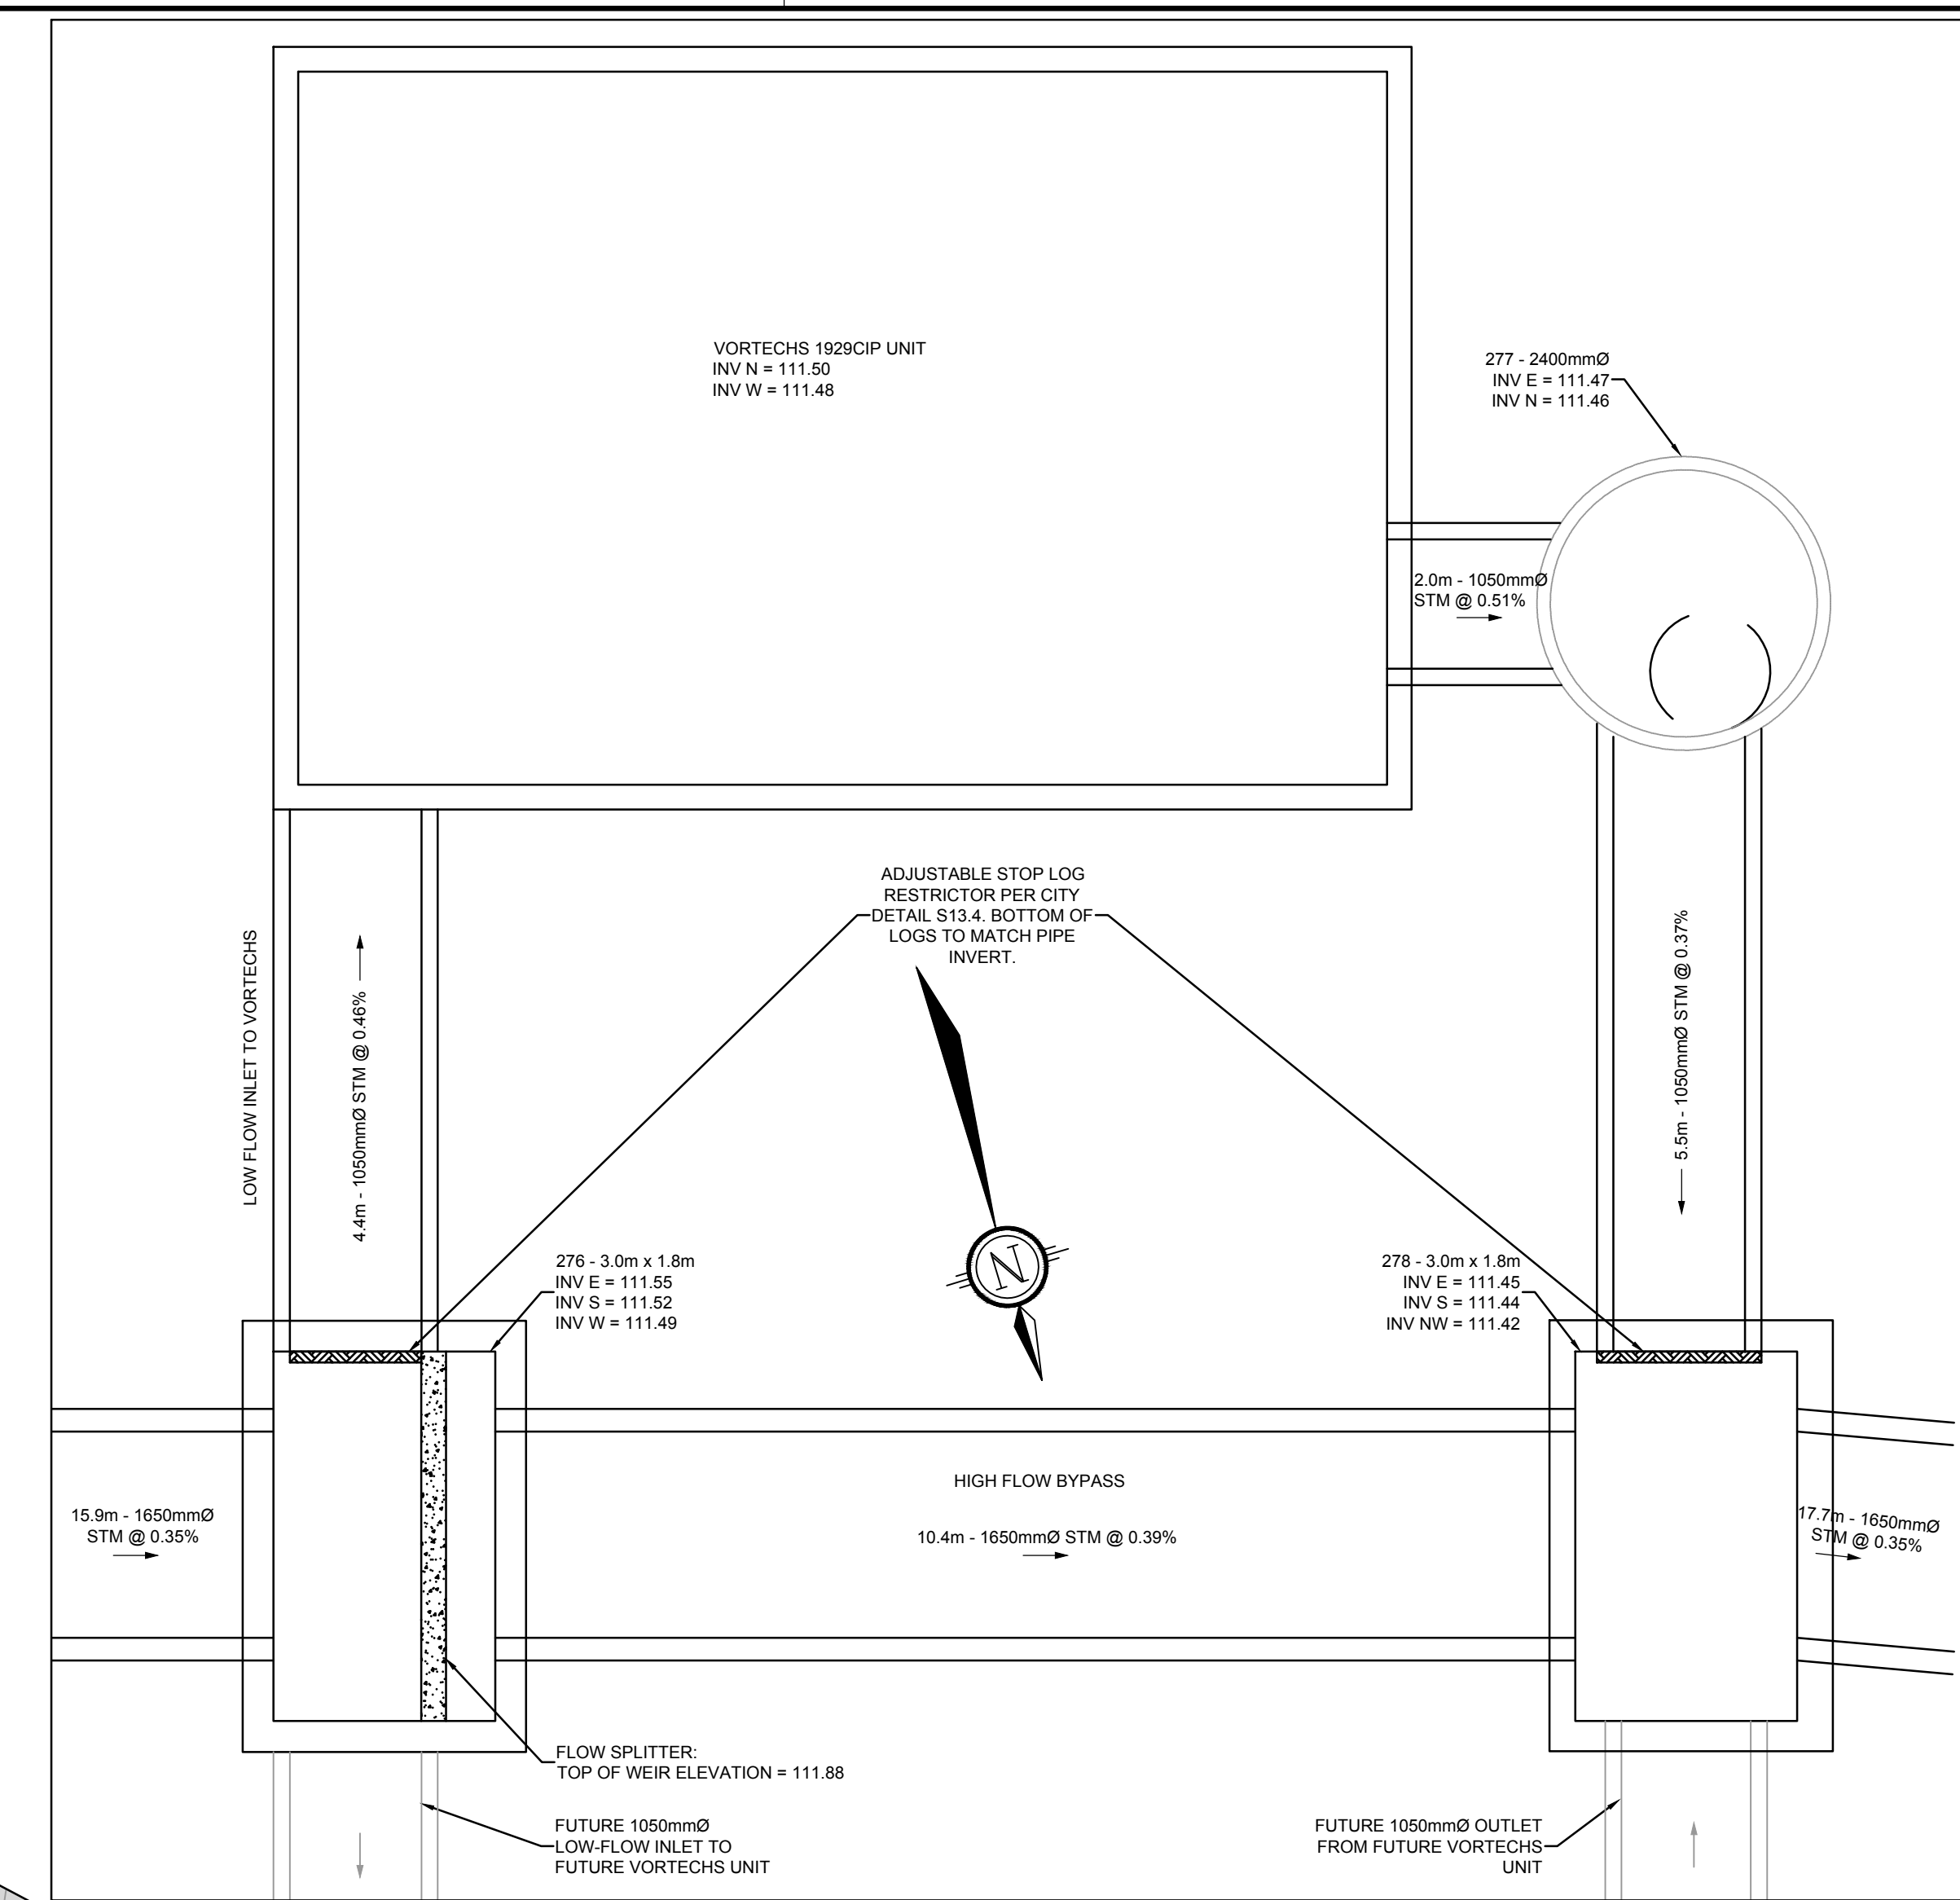 VORTECHS 1929CIP UNIT
INV N = 111.50
INV W = 111.48
277 - 2400mmØ
INV E = 111.47
INV N = 111.46
2.0m - 1050mmØ
STM @ 0.51%
ADJUSTABLE STOP LOG
RESTRICTOR PER CITY
DETAIL S13.4. BOTTOM OF
LOGS TO MATCH PIPE
INVERT.
LOW FLOW INLET TO VORTECHS
4.4m - 1050mmØ STM @ 0.46%
5.5m - 1050mmØ STM @ 0.37%
N
276 - 3.0m x 1.8m
INV E = 111.55
INV S = 111.52
INV W = 111.49
278 - 3.0m x 1.8m
INV E = 111.45
INV S = 111.44
INV NW = 111.42
HIGH FLOW BYPASS
15.9m - 1650mmØ
STM @ 0.35%
10.4m - 1650mmØ STM @ 0.39%
17.7m - 1650mmØ
STM @ 0.35%
FLOW SPLITTER:
TOP OF WEIR ELEVATION = 111.88
FUTURE 1050mmØ
LOW-FLOW INLET TO
FUTURE VORTECHS UNIT
FUTURE 1050mmØ OUTLET
FROM FUTURE VORTECHS
UNIT